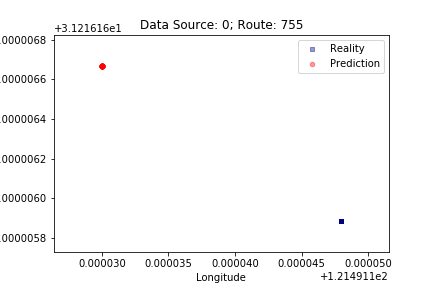 +3.121616e1
Data Source: 0; Route: 755
Reality
Prediction
.0000068
.0000066
.0000064
.0000062
.0000060
.0000058
0.000030 0.000035 0.000040 0.000045 0.000050
Longitude
+1.214911e2